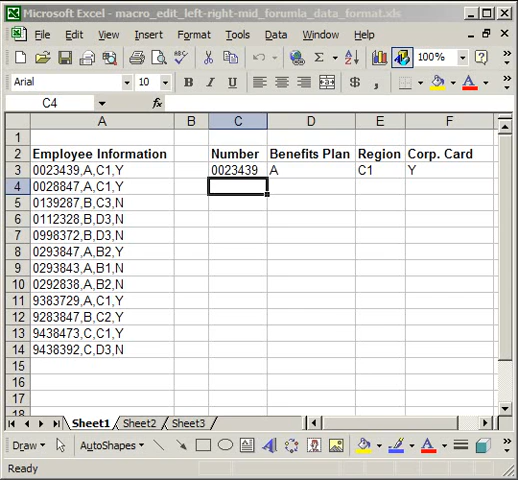 Microsoft Excel - macro_edit_left-right-mid_forumla_data_format.xls
File Edit View Insert Format Tools Data Window Help
100%
Arial 10 B I U $
C4 fx
A B C D E F
1
2 Employee Information Number Benefits Plan Region Corp. Card
3 0023439,A,C1,Y 0023439 A C1 Y
4 0028847,A,C1,Y
5 0139287,B,C3,N
6 0112328,B,D3,N
7 0998372,B,D3,N
8 0293847,A,B2,Y
9 0293843,A,B1,N
10 0292838,A,B2,N
11 9383729,A,C1,Y
12 9283847,B,C2,Y
13 9438473,C,C1,Y
14 9438392,C,D3,N
15
16
17
18
Sheet1 Sheet2 Sheet3
Draw AutoShapes A A
Ready